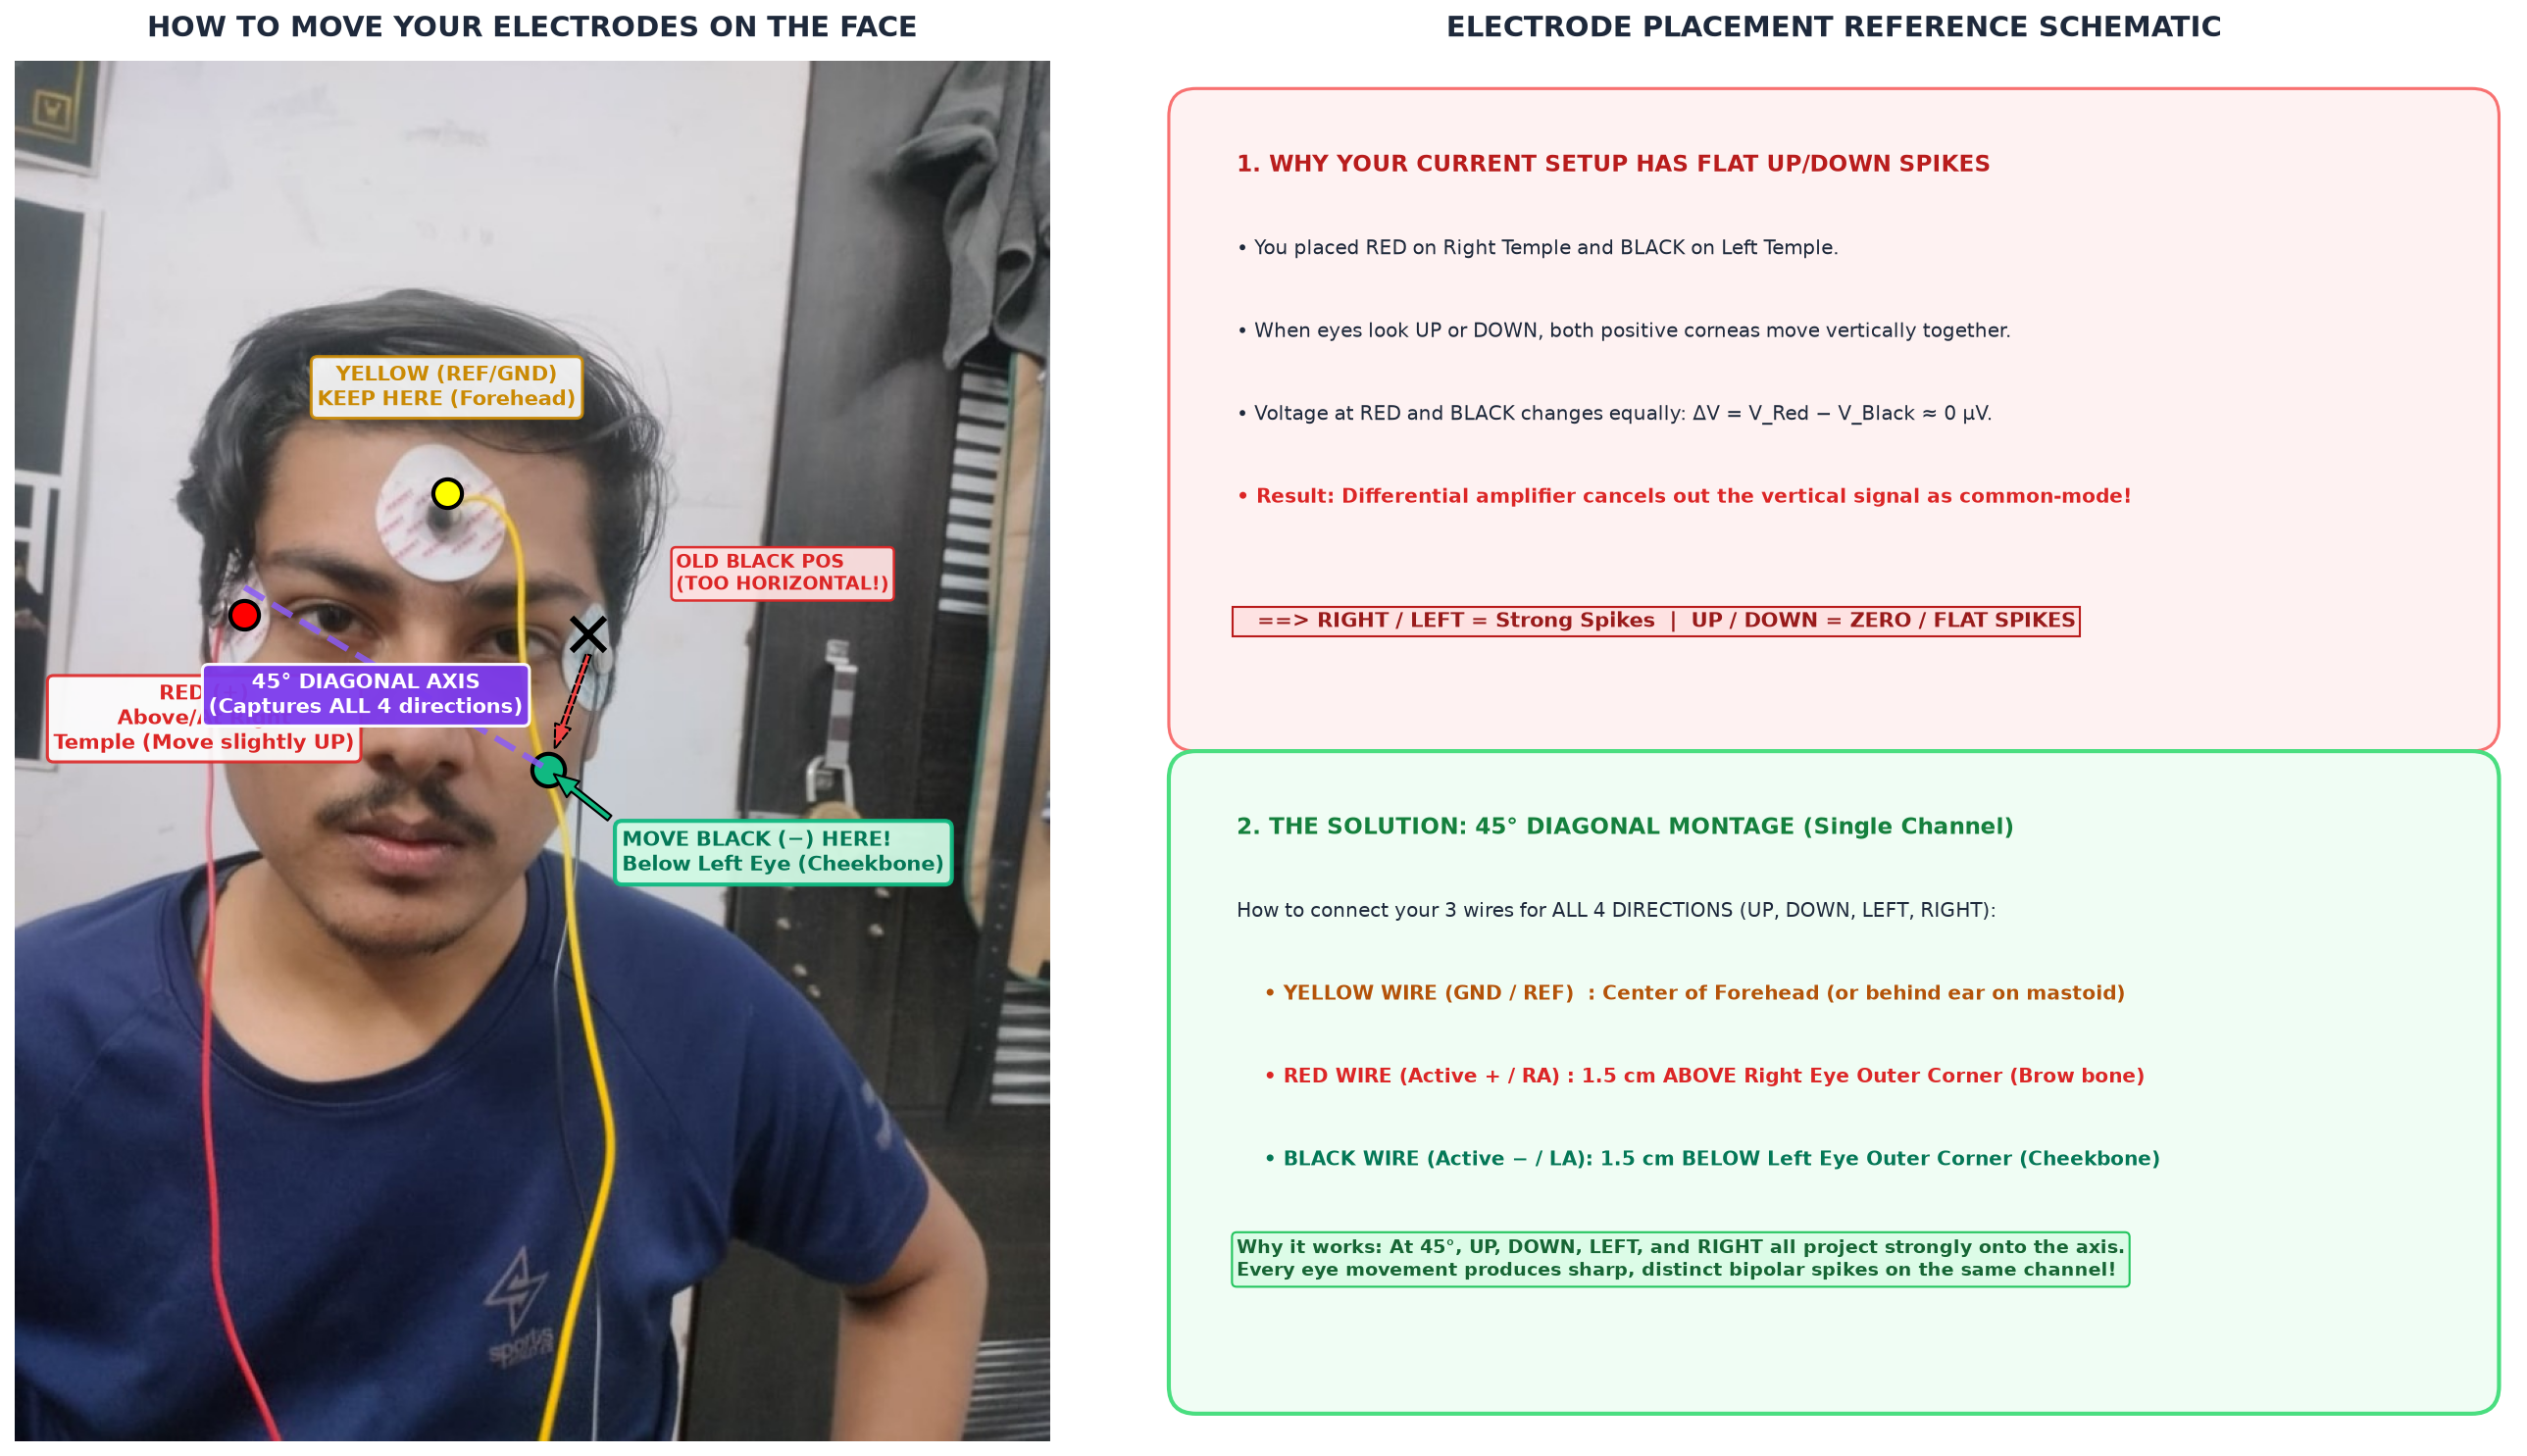 HOW TO MOVE YOUR ELECTRODES ON THE FACE
YELLOW (REF/GND)
KEEP HERE (Forehead)
OLD BLACK POS
(TOO HORIZONTAL!)
45° DIAGONAL AXIS
(Captures ALL 4 directions)
RED
Above/
Temple (Move slightly UP)
MOVE BLACK (−) HERE!
Below Left Eye (Cheekbone)
sports
ELECTRODE PLACEMENT REFERENCE SCHEMATIC
1. WHY YOUR CURRENT SETUP HAS FLAT UP/DOWN SPIKES
• You placed RED on Right Temple and BLACK on Left Temple.
• When eyes look UP or DOWN, both positive corneas move vertically together.
• Voltage at RED and BLACK changes equally: ΔV = V_Red − V_Black ≈ 0 μV.
• Result: Differential amplifier cancels out the vertical signal as common-mode!
==> RIGHT / LEFT = Strong Spikes | UP / DOWN = ZERO / FLAT SPIKES
2. THE SOLUTION: 45° DIAGONAL MONTAGE (Single Channel)
How to connect your 3 wires for ALL 4 DIRECTIONS (UP, DOWN, LEFT, RIGHT):
• YELLOW WIRE (GND / REF) : Center of Forehead (or behind ear on mastoid)
• RED WIRE (Active + / RA) : 1.5 cm ABOVE Right Eye Outer Corner (Brow bone)
• BLACK WIRE (Active − / LA): 1.5 cm BELOW Left Eye Outer Corner (Cheekbone)
Why it works: At 45°, UP, DOWN, LEFT, and RIGHT all project strongly onto the axis.
Every eye movement produces sharp, distinct bipolar spikes on the same channel!